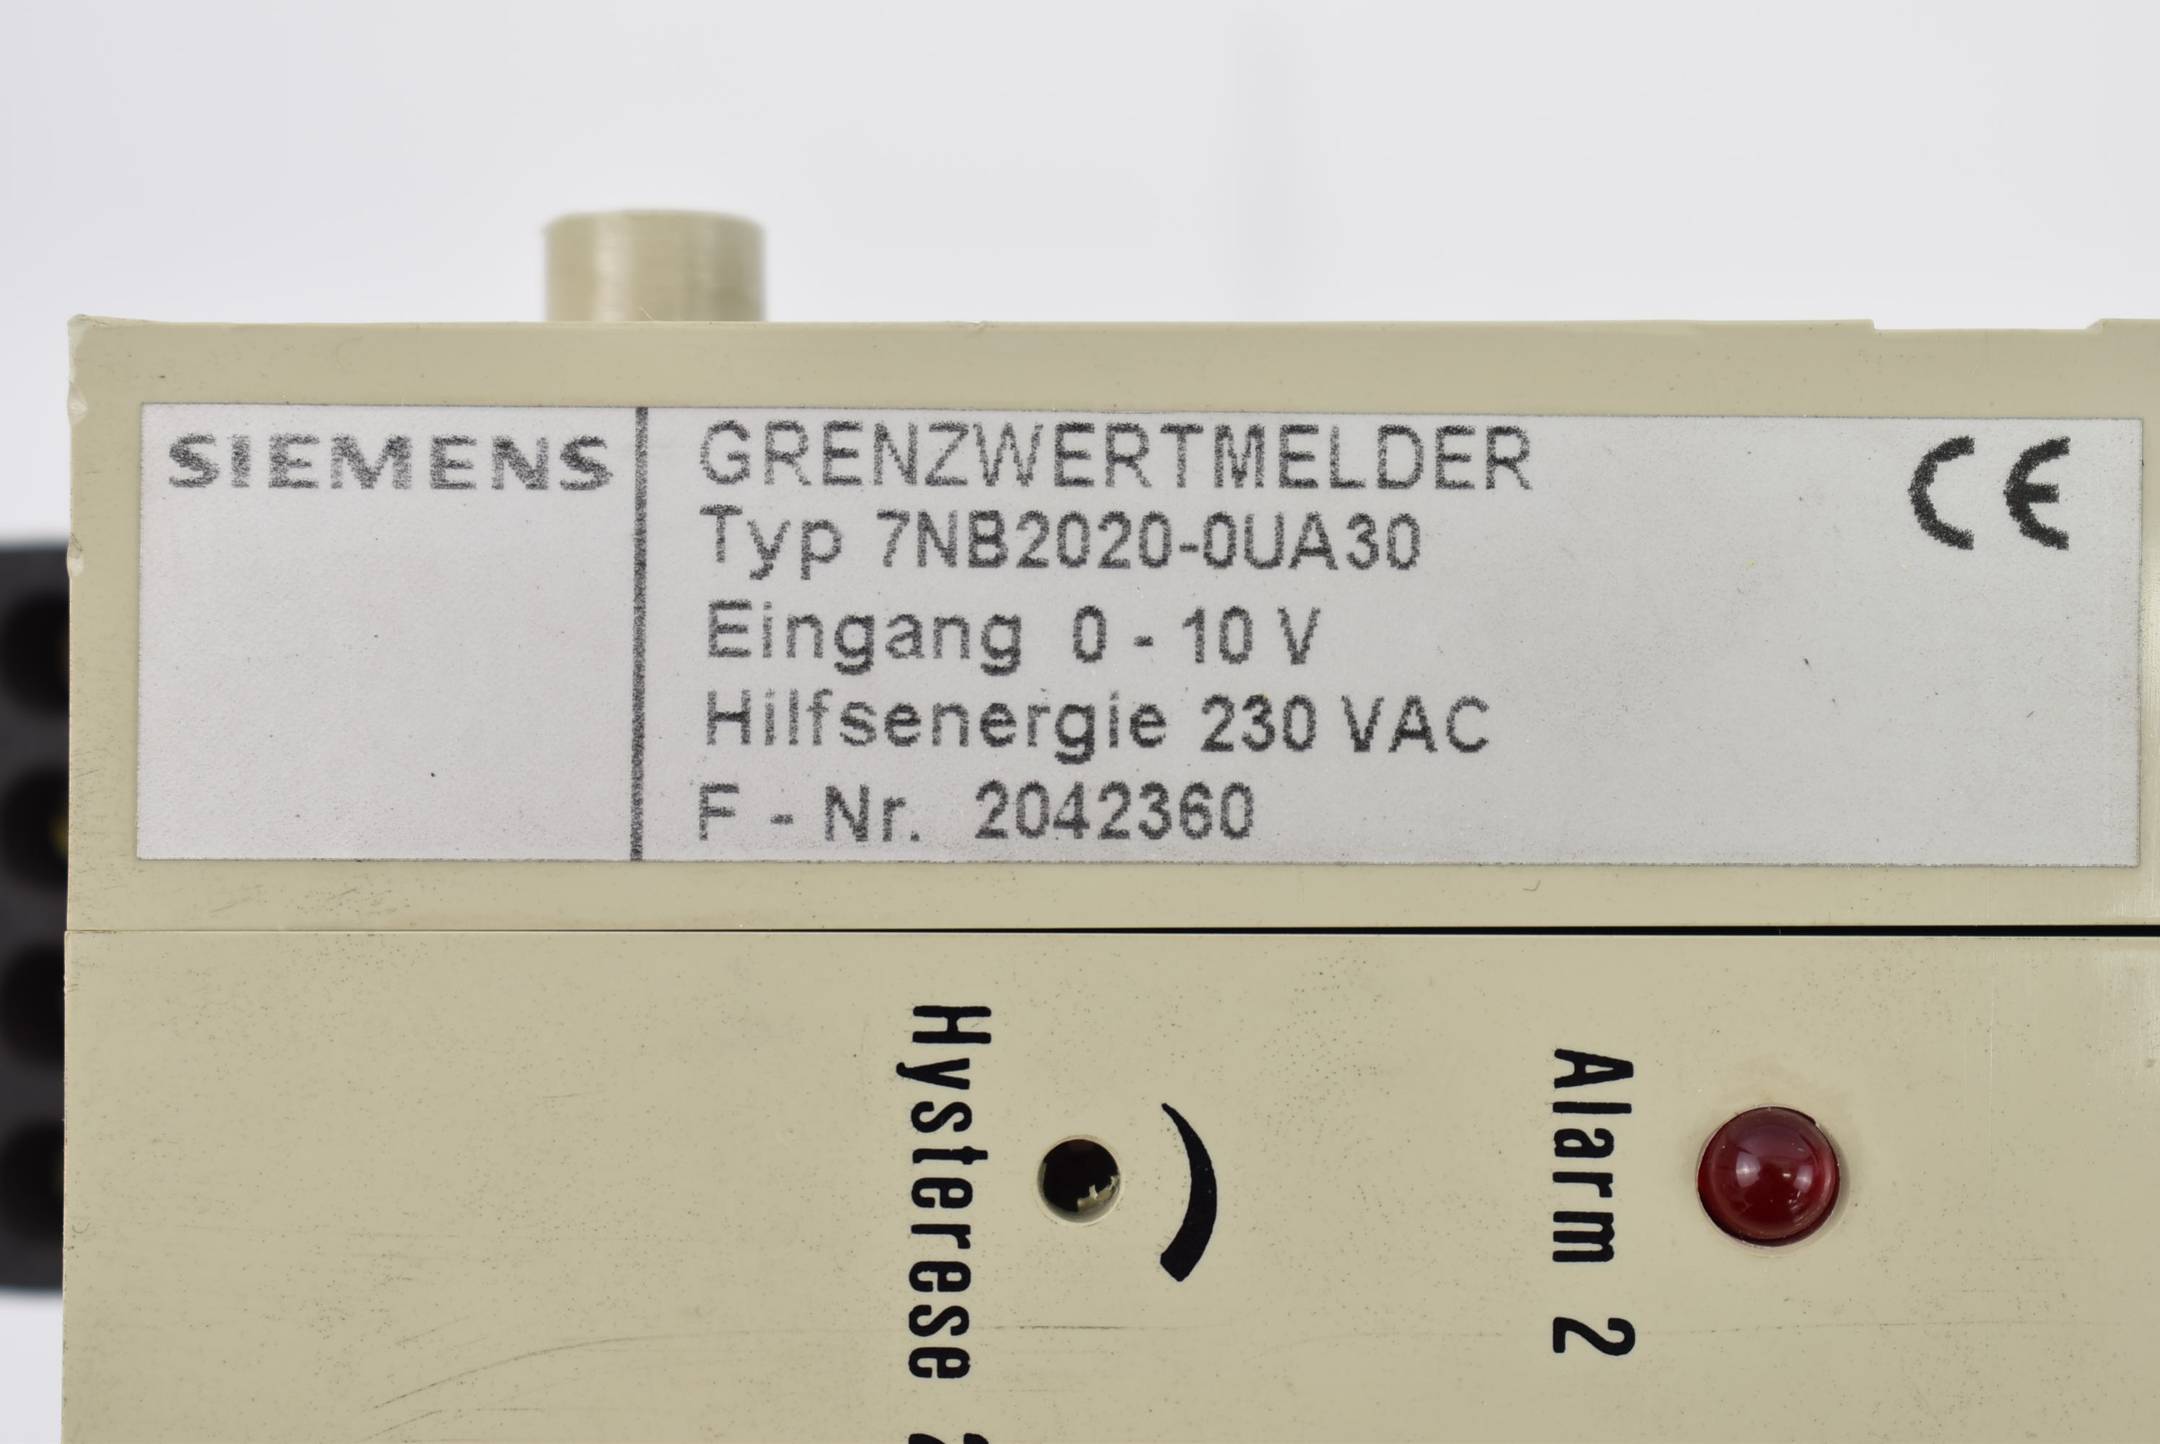 SIEMENS
GRENZWERTMELDER
Typ 7NB2020-0UA30
Eingang 0 - 10 V
Hilfsenergie 230 VAC
F - Nr. 2042360
CE
Hysterese 2
Alarm 2